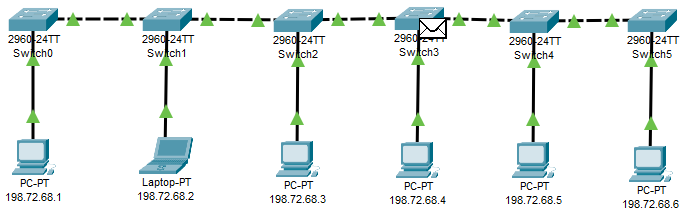 2960-24TT
Switch0
2960-24TT
Switch1
2960-24TT
Switch2
2960-24TT
Switch3
2960-24TT
Switch4
2960-24TT
Switch5
PC-PT
198.72.68.1
Laptop-PT
198.72.68.2
PC-PT
198.72.68.3
PC-PT
198.72.68.4
PC-PT
198.72.68.5
PC-PT
198.72.68.6